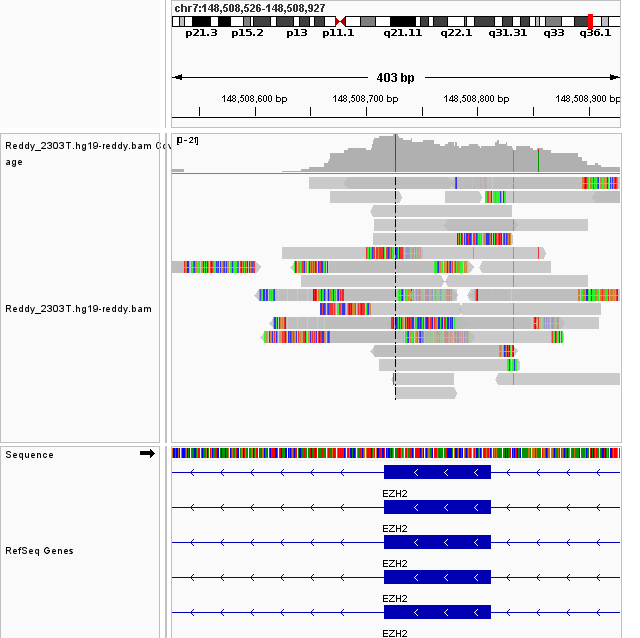 chr7:148,508,526-148,508,927
p21.3 p15.2 p13 p11.1 q21.11 q22.1 q31.31 q33 q36.1
403 bp
148,508,600 bp 148,508,700 bp 148,508,800 bp 148,508,900 bp
Reddy_2303T.hg19-reddy.bam Cov
age
[0-21]
Reddy_2303T.hg19-reddy.bam
Sequence
EZH2
EZH2
RefSeq Genes
EZH2
EZH2
EZH2